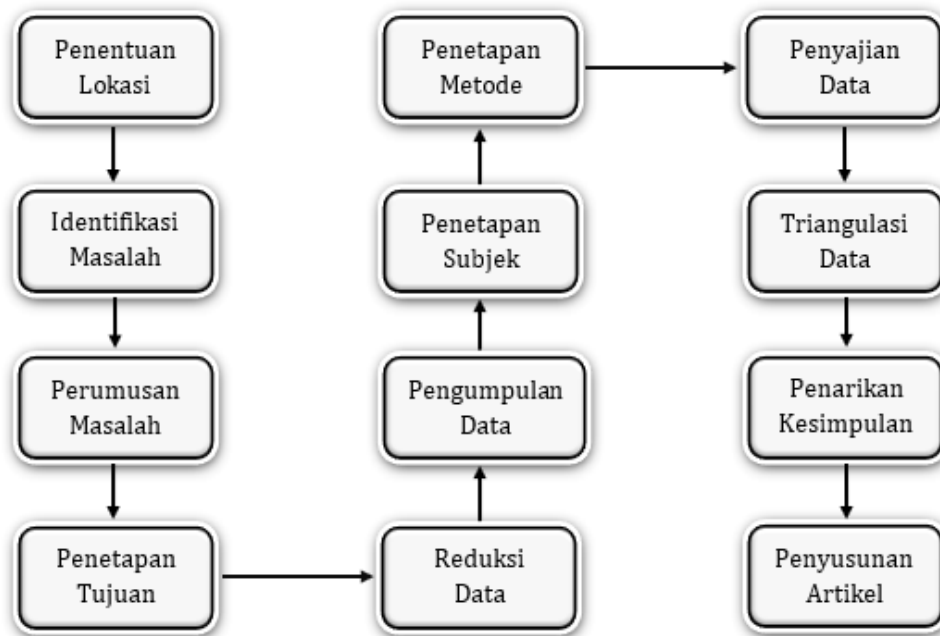 Penentuan
Lokasi
Identifikasi
Masalah
Perumusan
Masalah
Penetapan
Tujuan
Reduksi
Data
Pengumpulan
Data
Penetapan
Subjek
Penetapan
Metode
Penyajian
Data
Triangulasi
Data
Penarikan
Kesimpulan
Penyusunan
Artikel